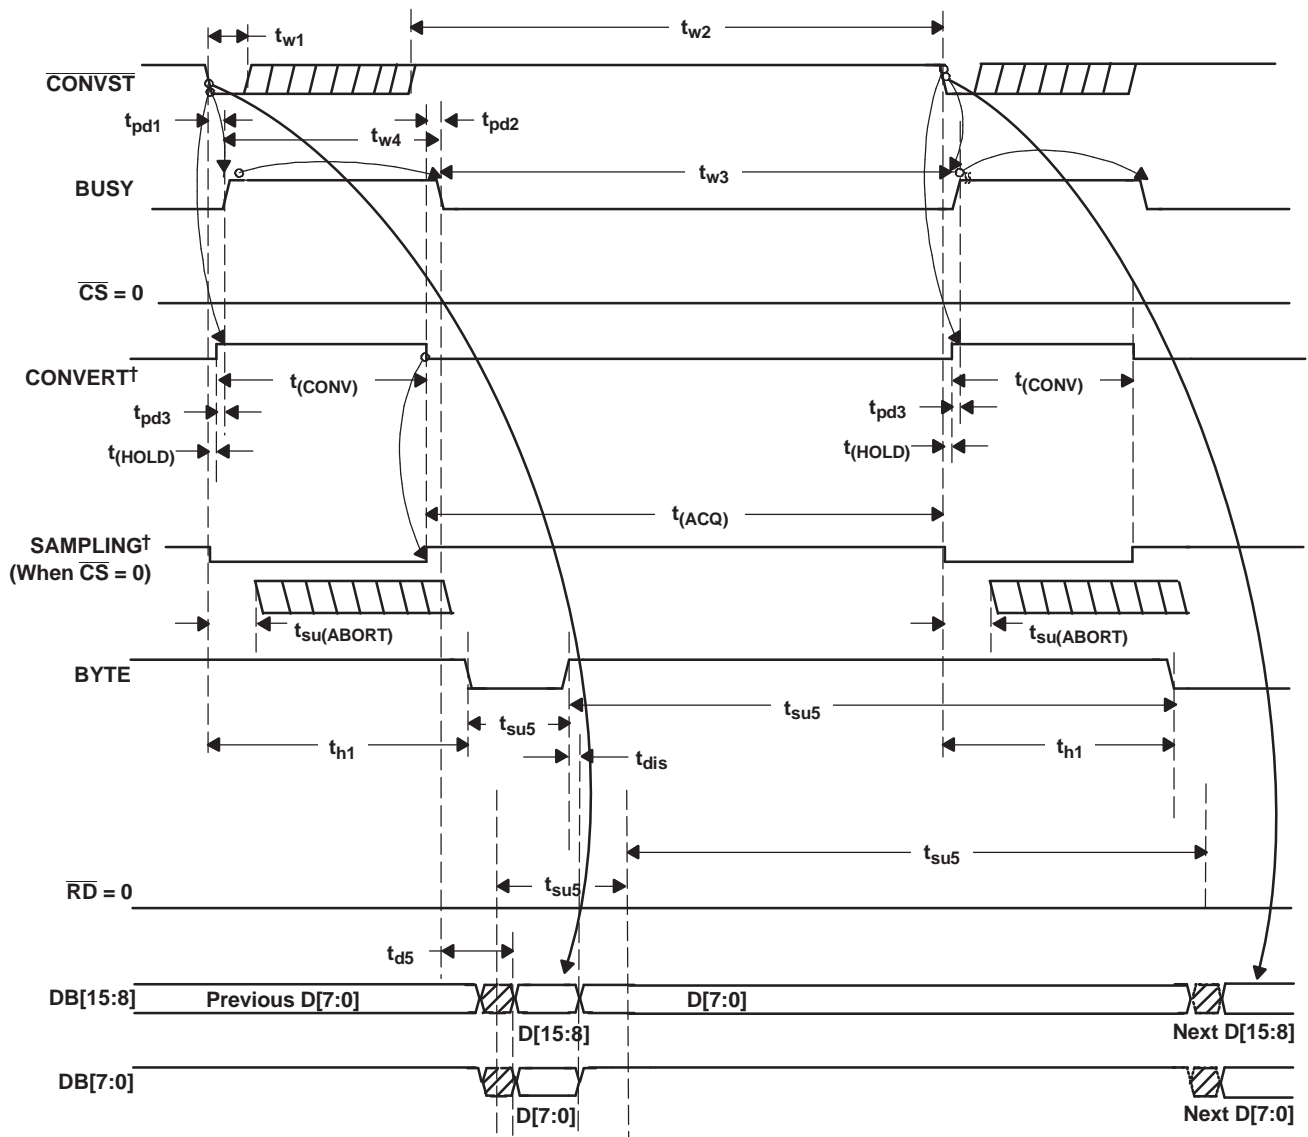 tw1
tw2
CONVST
tpd1
tw4
tpd2
tw3
BUSY
CS = 0
CONVERT†
t(CONV)
t(CONV)
tpd3
tpd3
t(HOLD)
t(HOLD)
t(ACQ)
SAMPLING†
(When CS = 0)
tsu(ABORT)
tsu(ABORT)
BYTE
tsu5
tsu5
th1
tdis
th1
tsu5
tsu5
RD = 0
td5
DB[15:8]
Previous D[7:0]
D[7:0]
D[15:8]
Next D[15:8]
DB[7:0]
D[7:0]
Next D[7:0]